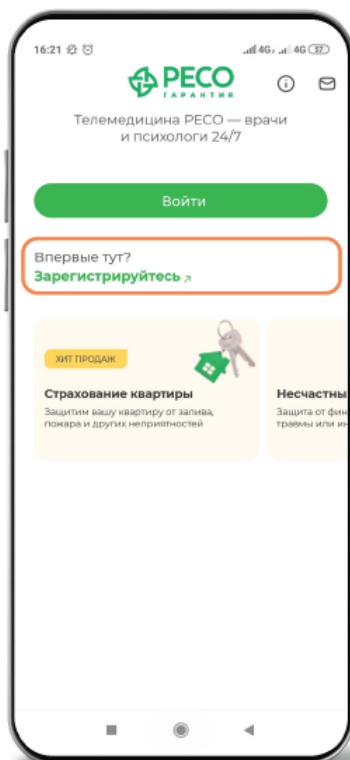 16:21
4G 4G 57
РЕСО
ГАРАНТИЯ
Телемедицина РЕСО — врачи
и психологи 24/7
Войти
Впервые тут?
Зарегистрируйтесь
ХИТ ПРОДАЖ
Страхование квартиры
Защитим вашу квартиру от залива,
пожара и других неприятностей
Несчастны
Защита от фин
травмы или ин